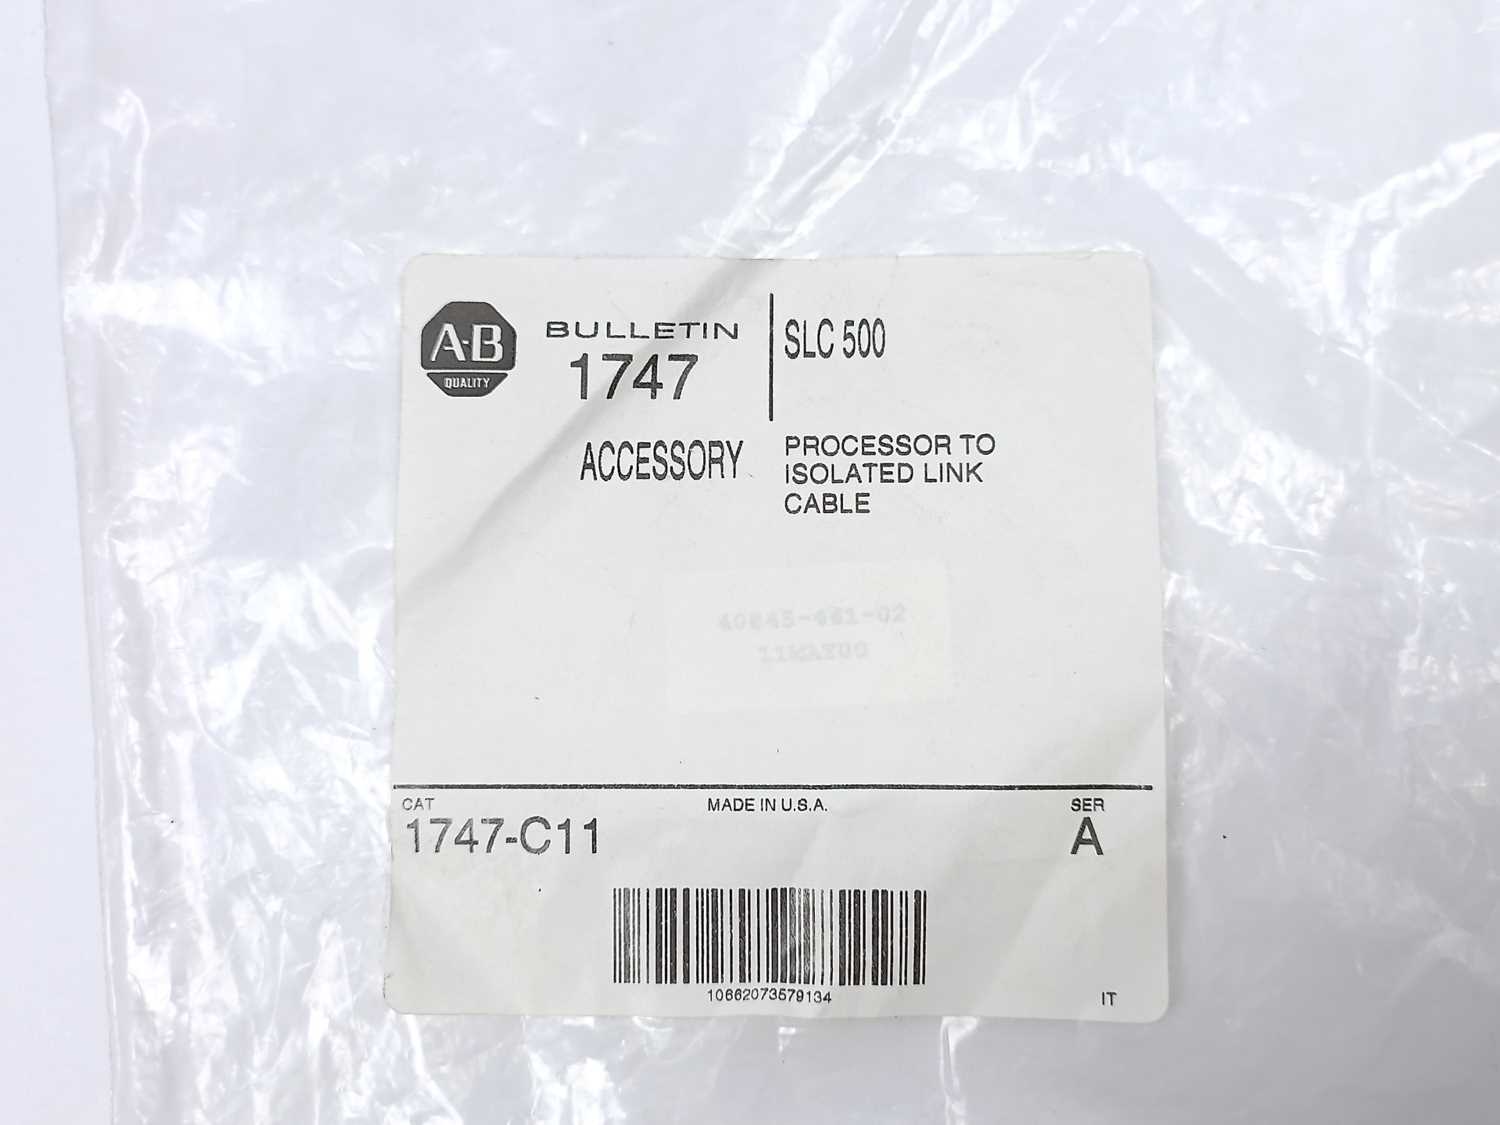 A-B
QUALITY
BULLETIN
1747
SLC 500
ACCESSORY
PROCESSOR TO
ISOLATED LINK
CABLE
CAT
1747-C11
MADE IN U.S.A.
SER
A
10662073579134
IT